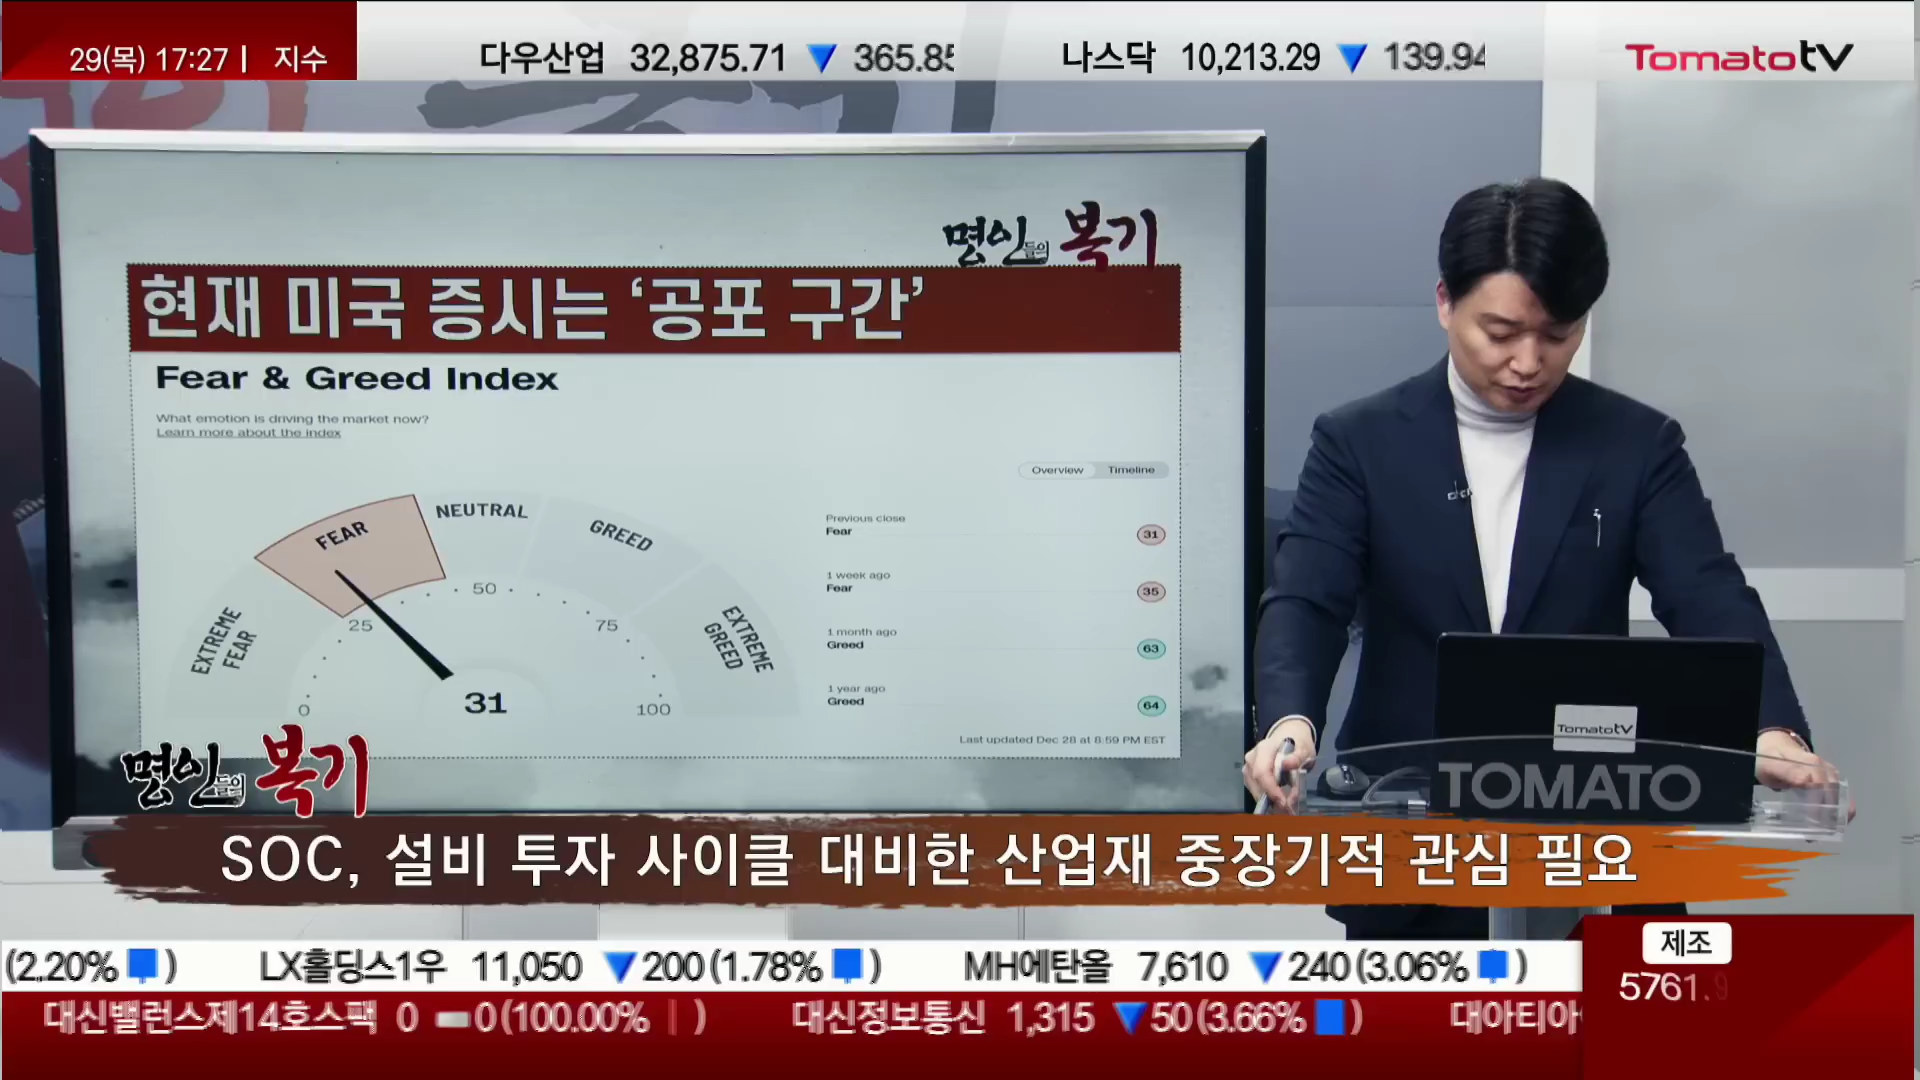 29(목) 17:27 | 지수
다우산업 32,875.71 ▼ 365.85
나스닥 10,213.29 ▼ 139.94
Tomatotv
명인들의 복기
현재 미국 증시는 ‘공포 구간’
Fear & Greed Index
What emotion is driving the market now?
Learn more about the index
Overview Timeline
EXTREME FEAR
FEAR
NEUTRAL
GREED
EXTREME GREED
0
25
50
75
100
31
Previous close
Fear 31
1 week ago
Fear 35
1 month ago
Greed 63
1 year ago
Greed 64
Last updated Dec 28 at 8:59 PM EST
Tomatotv
TOMATO
명인들의 복기
SOC, 설비 투자 사이클 대비한 산업재 중장기적 관심 필요
(2.20% ) LX홀딩스1우 11,050 ▼200(1.78% ) MH에탄올 7,610 ▼240(3.06% )
제조
5761.9
대신밸런스제14호스팩 0 0(100.00% ) 대신정보통신 1,315 ▼50(3.66% ) 대아티아